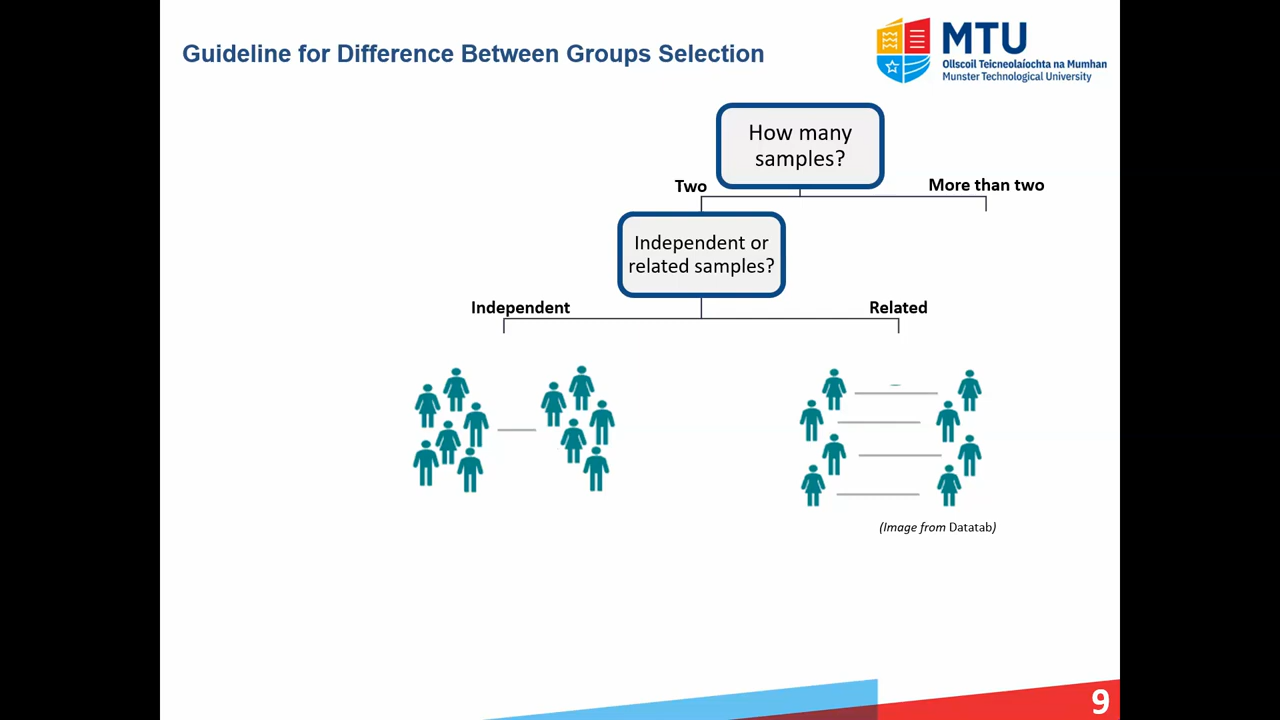 Guideline for Difference Between Groups Selection
MTU
Ollscoil Teicneolaíochta na Mumhan
Munster Technological University
How many
samples?
Two
More than two
Independent or
related samples?
Independent
Related
(Image from Datatab)
9